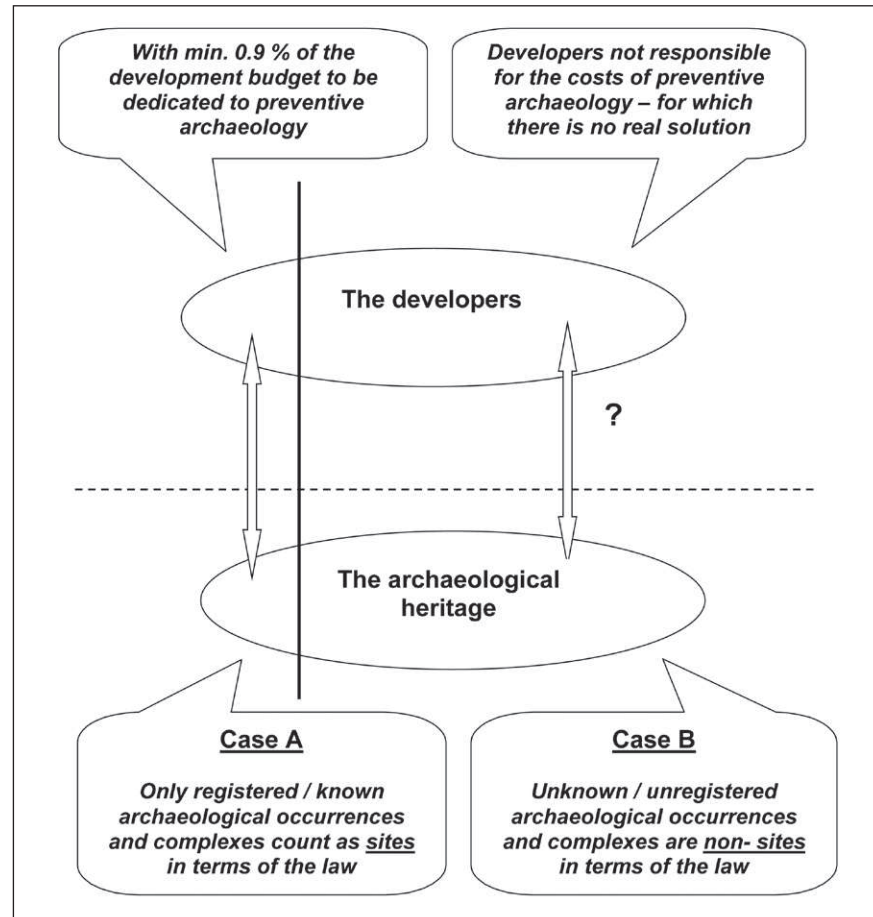 With min. 0.9 % of the
development budget to be
dedicated to preventive
archaeology
Developers not responsible
for the costs of preventive
archaeology – for which
there is no real solution
The developers
?
The archaeological
heritage
Case A
Only registered / known
archaeological occurrences
and complexes count as sites
in terms of the law
Case B
Unknown / unregistered
archaeological occurrences
and complexes are non- sites
in terms of the law